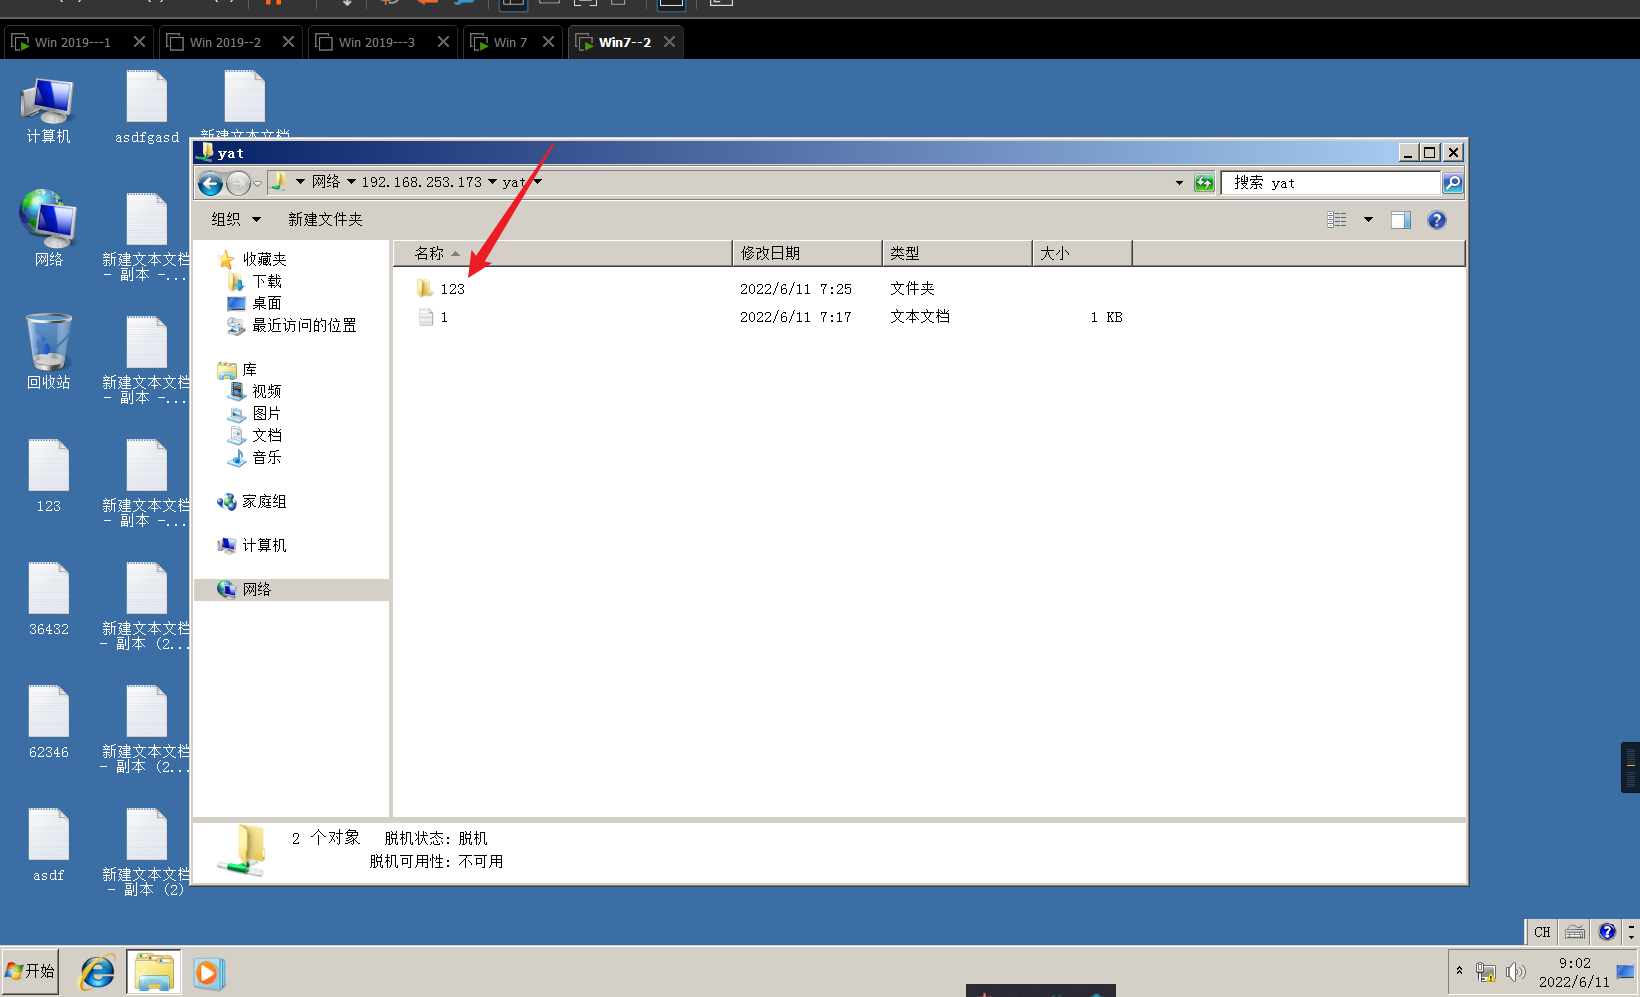 Win 2019---1
Win 2019--2
Win 2019---3
Win 7
Win7--2
计算机
asdfgasd
新建文本文档
网络
新建文本文档
- 副本 -...
回收站
新建文本文档
- 副本 -...
123
新建文本文档
- 副本 -...
36432
新建文本文档
- 副本 (2...
62346
新建文本文档
- 副本 (2...
asdf
新建文本文档
- 副本 (2)
yat
网络 192.168.253.173 yat
搜索 yat
组织 新建文件夹
收藏夹
下载
桌面
最近访问的位置
库
视频
图片
文档
音乐
家庭组
计算机
网络
名称 修改日期 类型 大小
123 2022/6/11 7:25 文件夹
1 2022/6/11 7:17 文本文档 1 KB
2 个对象 脱机状态: 脱机
脱机可用性: 不可用
CH
开始
9:02
2022/6/11